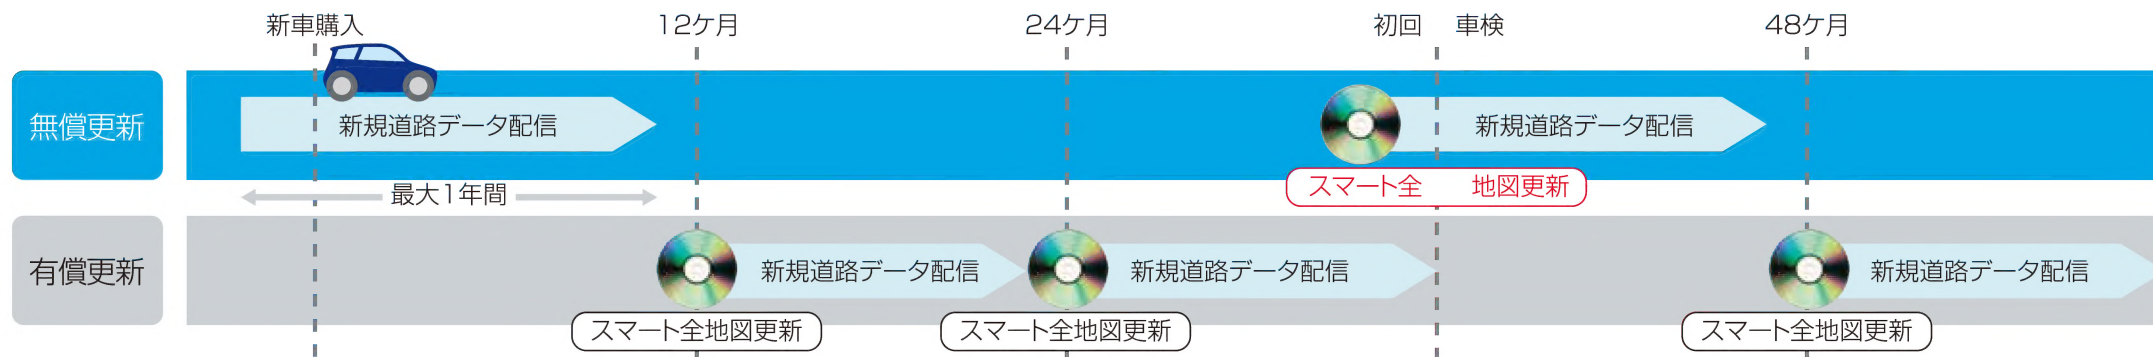 新車購入
12ケ月
24ケ月
初回 車検
48ケ月
無償更新
新規道路データ配信
新規道路データ配信
スマート全 地図更新
最大1年間
有償更新
新規道路データ配信
新規道路データ配信
新規道路データ配信
スマート全地図更新
スマート全地図更新
スマート全地図更新